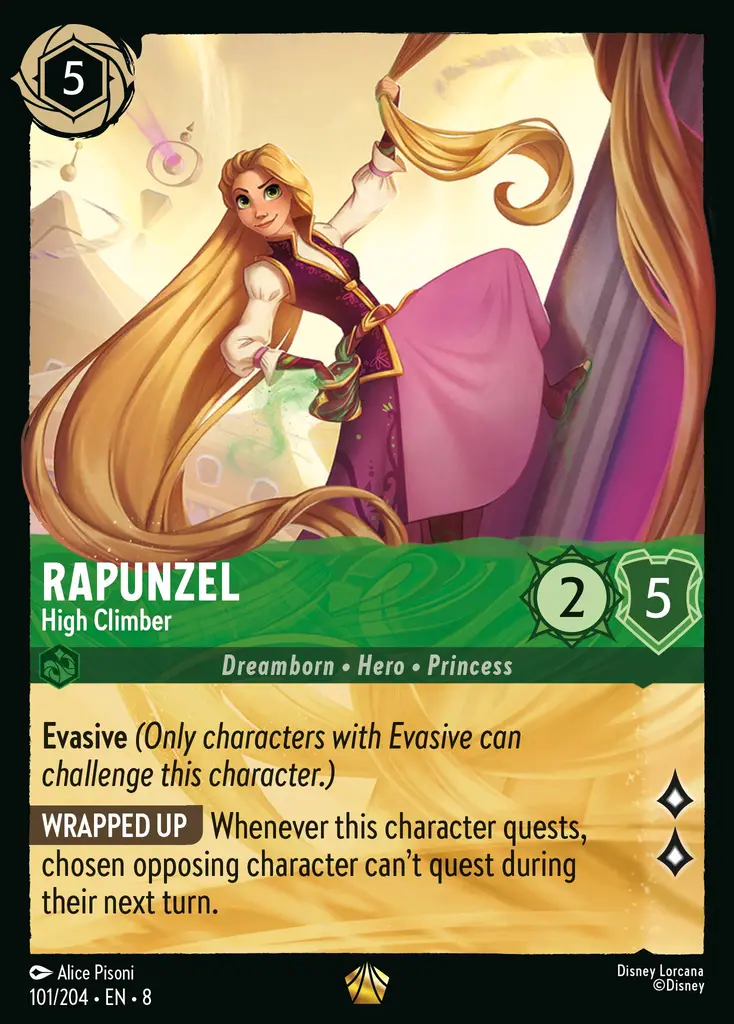 5
RAPUNZEL
High Climber
2
5
Dreamborn • Hero • Princess
Evasive (Only characters with Evasive can
challenge this character.)
WRAPPED UP Whenever this character quests,
chosen opposing character can’t quest during
their next turn.
Alice Pisoni
101/204 • EN • 8
Disney Lorcana
©Disney